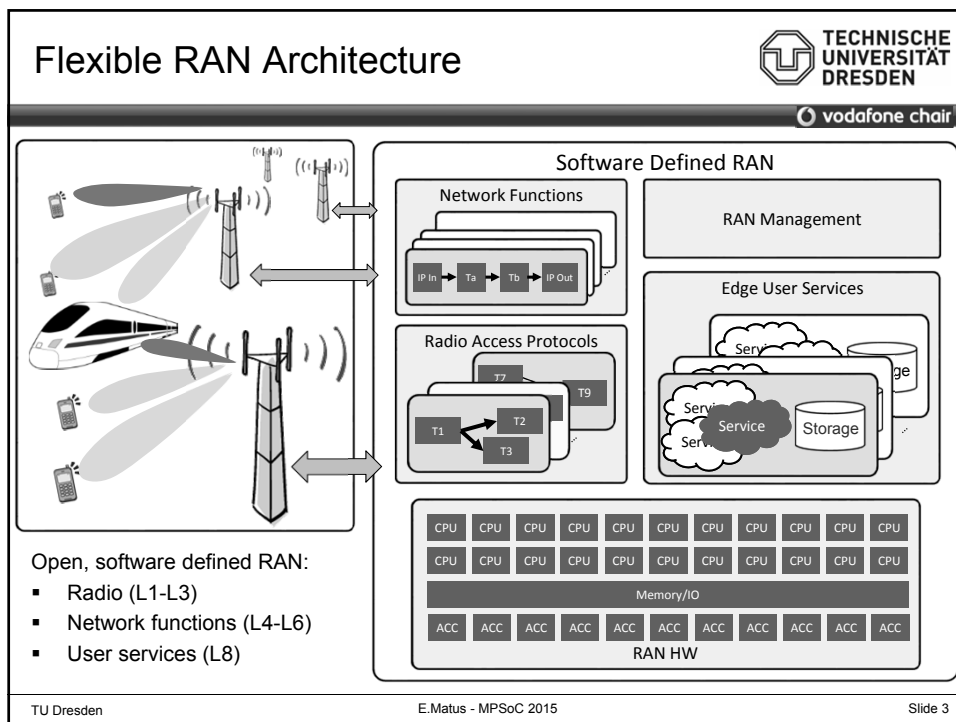 Flexible RAN Architecture
TECHNISCHE
UNIVERSITÄT
DRESDEN
vodafone chair
Software Defined RAN
Network Functions
IP In
Ta
Tb
IP Out
RAN Management
Radio Access Protocols
T7
T9
T1
T2
T3
Edge User Services
Service
Storage
CPU CPU CPU CPU CPU CPU CPU CPU CPU CPU CPU
CPU CPU CPU CPU CPU CPU CPU CPU CPU CPU CPU
Memory/IO
ACC ACC ACC ACC ACC ACC ACC ACC ACC ACC ACC
RAN HW
Open, software defined RAN:
▪ Radio (L1-L3)
▪ Network functions (L4-L6)
▪ User services (L8)
TU Dresden
E.Matus - MPSoC 2015
Slide 3